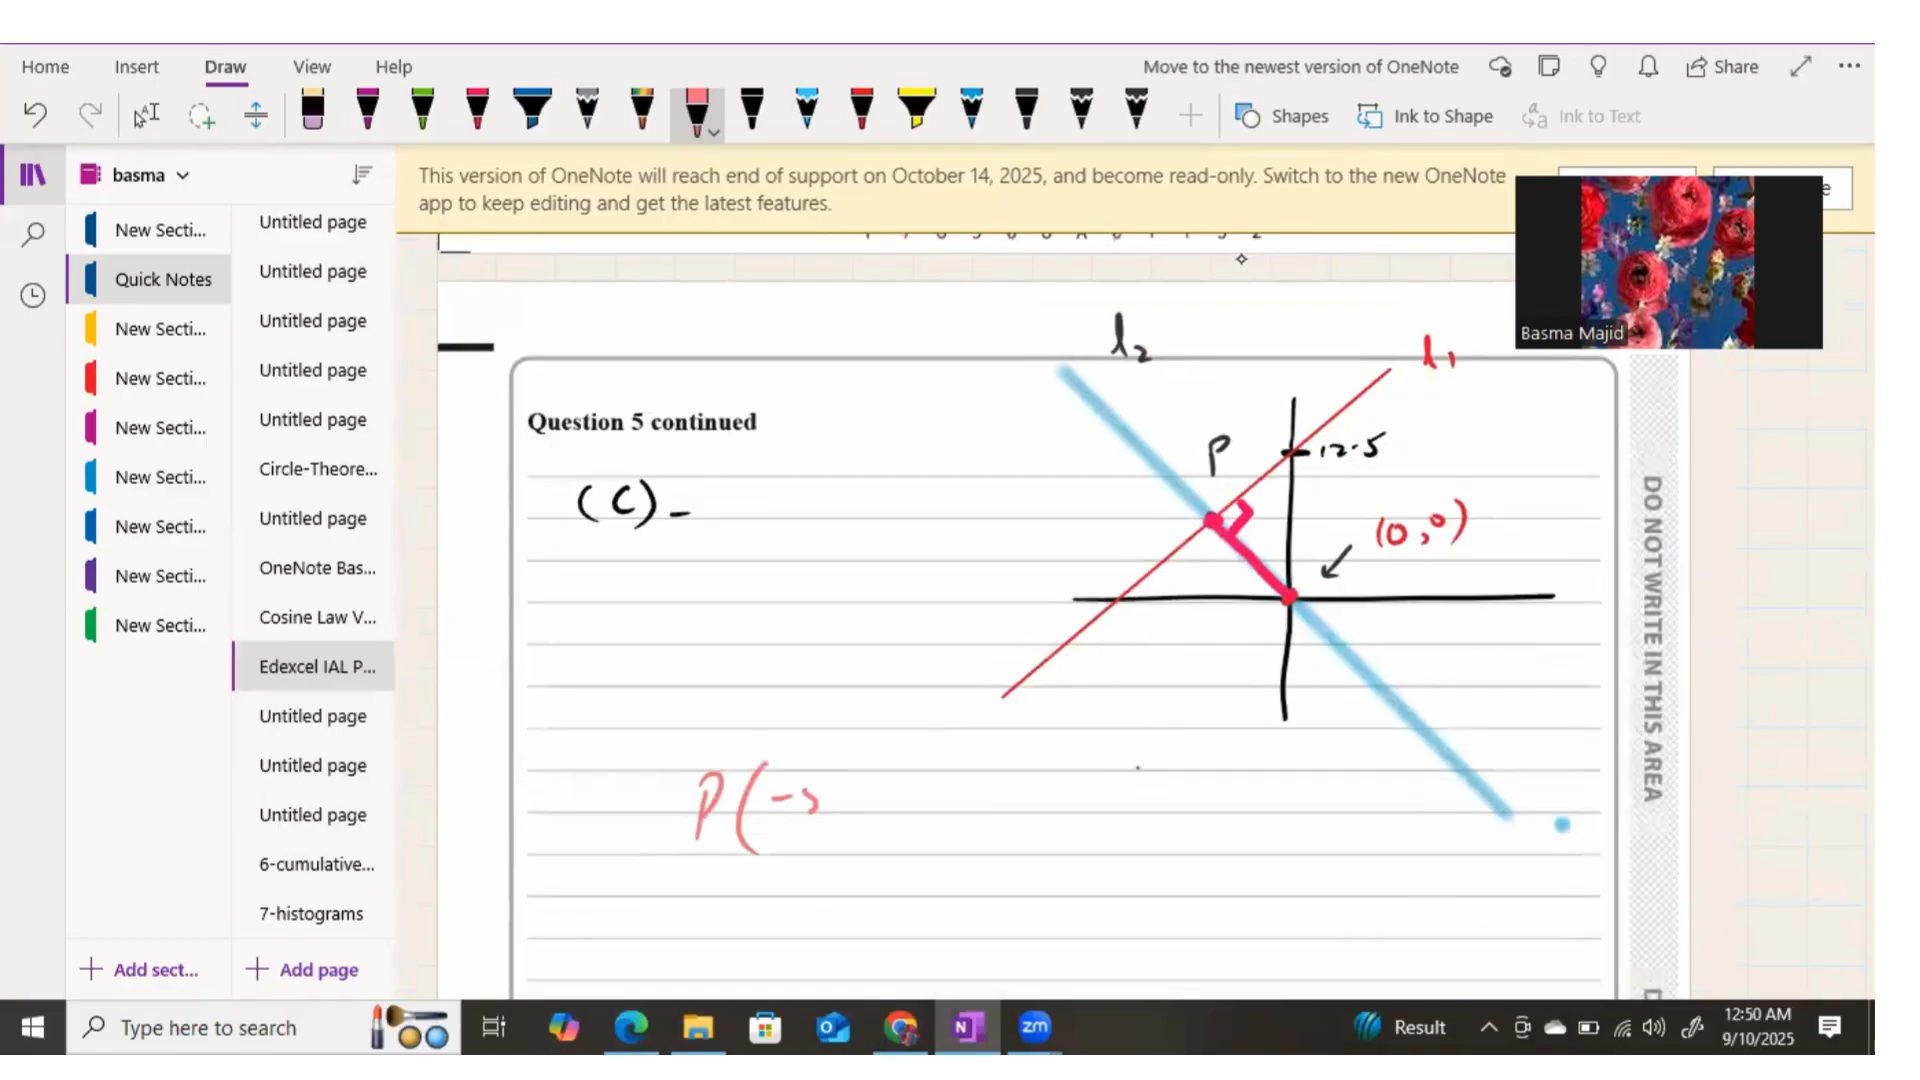 Home Insert Draw View Help
Move to the newest version of OneNote
Share
Shapes
Ink to Shape
Ink to Text
basma
This version of OneNote will reach end of support on October 14, 2025, and become read-only. Switch to the new OneNote
app to keep editing and get the latest features.
Basma Majid
New Secti...
Quick Notes
New Secti...
New Secti...
New Secti...
New Secti...
New Secti...
New Secti...
New Secti...
Add sect...
Untitled page
Untitled page
Untitled page
Untitled page
Untitled page
Circle-Theore...
Untitled page
OneNote Bas...
Cosine Law V...
Edexcel IAL P...
Untitled page
Untitled page
Untitled page
6-cumulative...
7-histograms
Add page
l2
l1
Question 5 continued
P
12.5
(C)-
(0,0)
P(-5
DO NOT WRITE IN THIS AREA
Type here to search
zm
Result
12:50 AM
9/10/2025